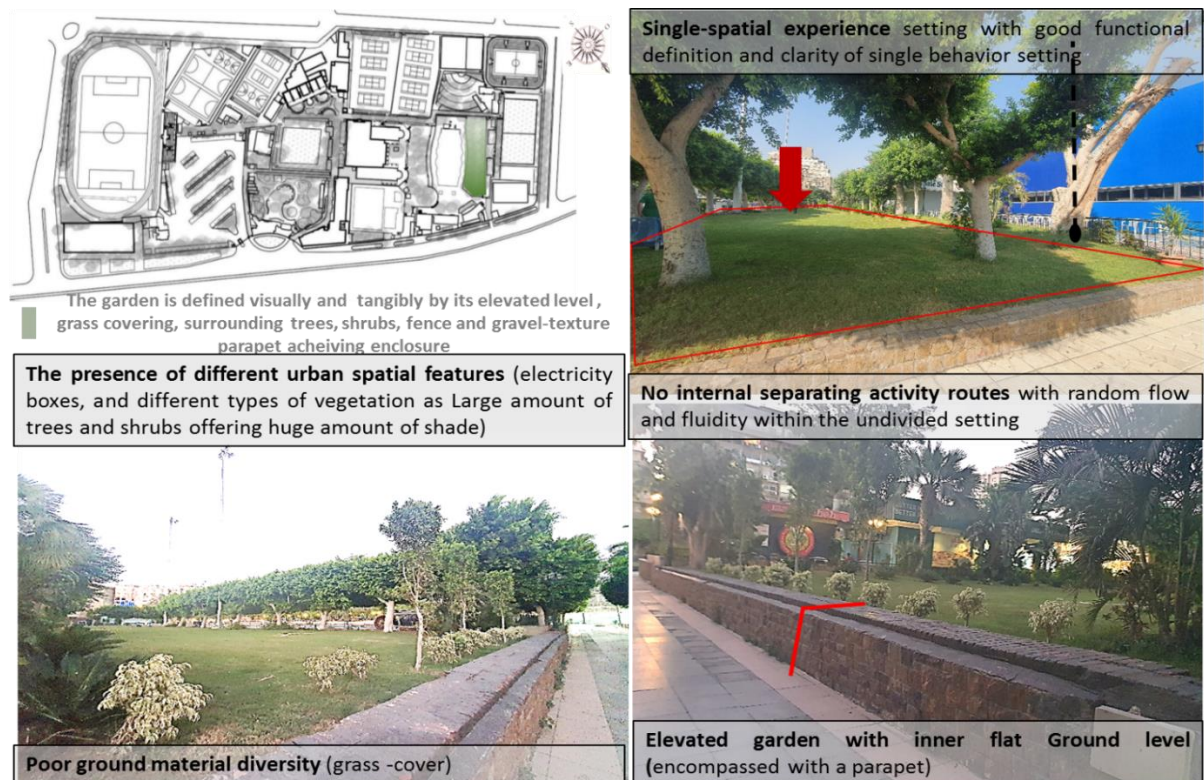 Single-spatial experience setting with good functional
definition and clarity of single behavior setting
The garden is defined visually and tangibly by its elevated level ,
grass covering, surrounding trees, shrubs, fence and gravel-texture
parapet acheiving enclosure
The presence of different urban spatial features (electricity
boxes, and different types of vegetation as Large amount of
trees and shrubs offering huge amount of shade)
No internal separating activity routes with random flow
and fluidity within the undivided setting
Poor ground material diversity (grass -cover)
Elevated garden with inner flat Ground level
(encompassed with a parapet)